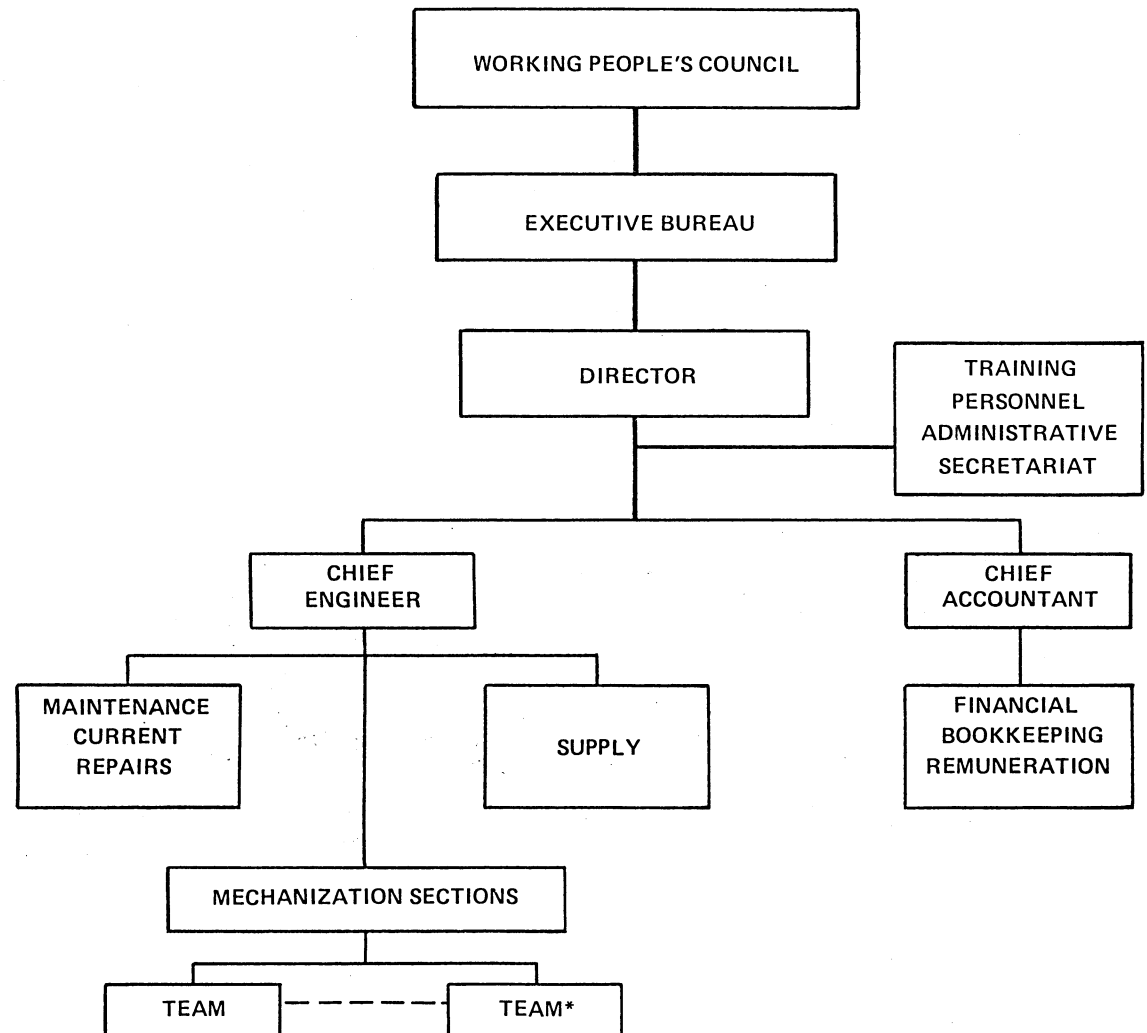 WORKING PEOPLE'S COUNCIL
EXECUTIVE BUREAU
DIRECTOR
TRAINING
PERSONNEL
ADMINISTRATIVE
SECRETARIAT
CHIEF
ENGINEER
CHIEF
ACCOUNTANT
MAINTENANCE
CURRENT
REPAIRS
SUPPLY
FINANCIAL
BOOKKEEPING
REMUNERATION
MECHANIZATION SECTIONS
TEAM
TEAM*